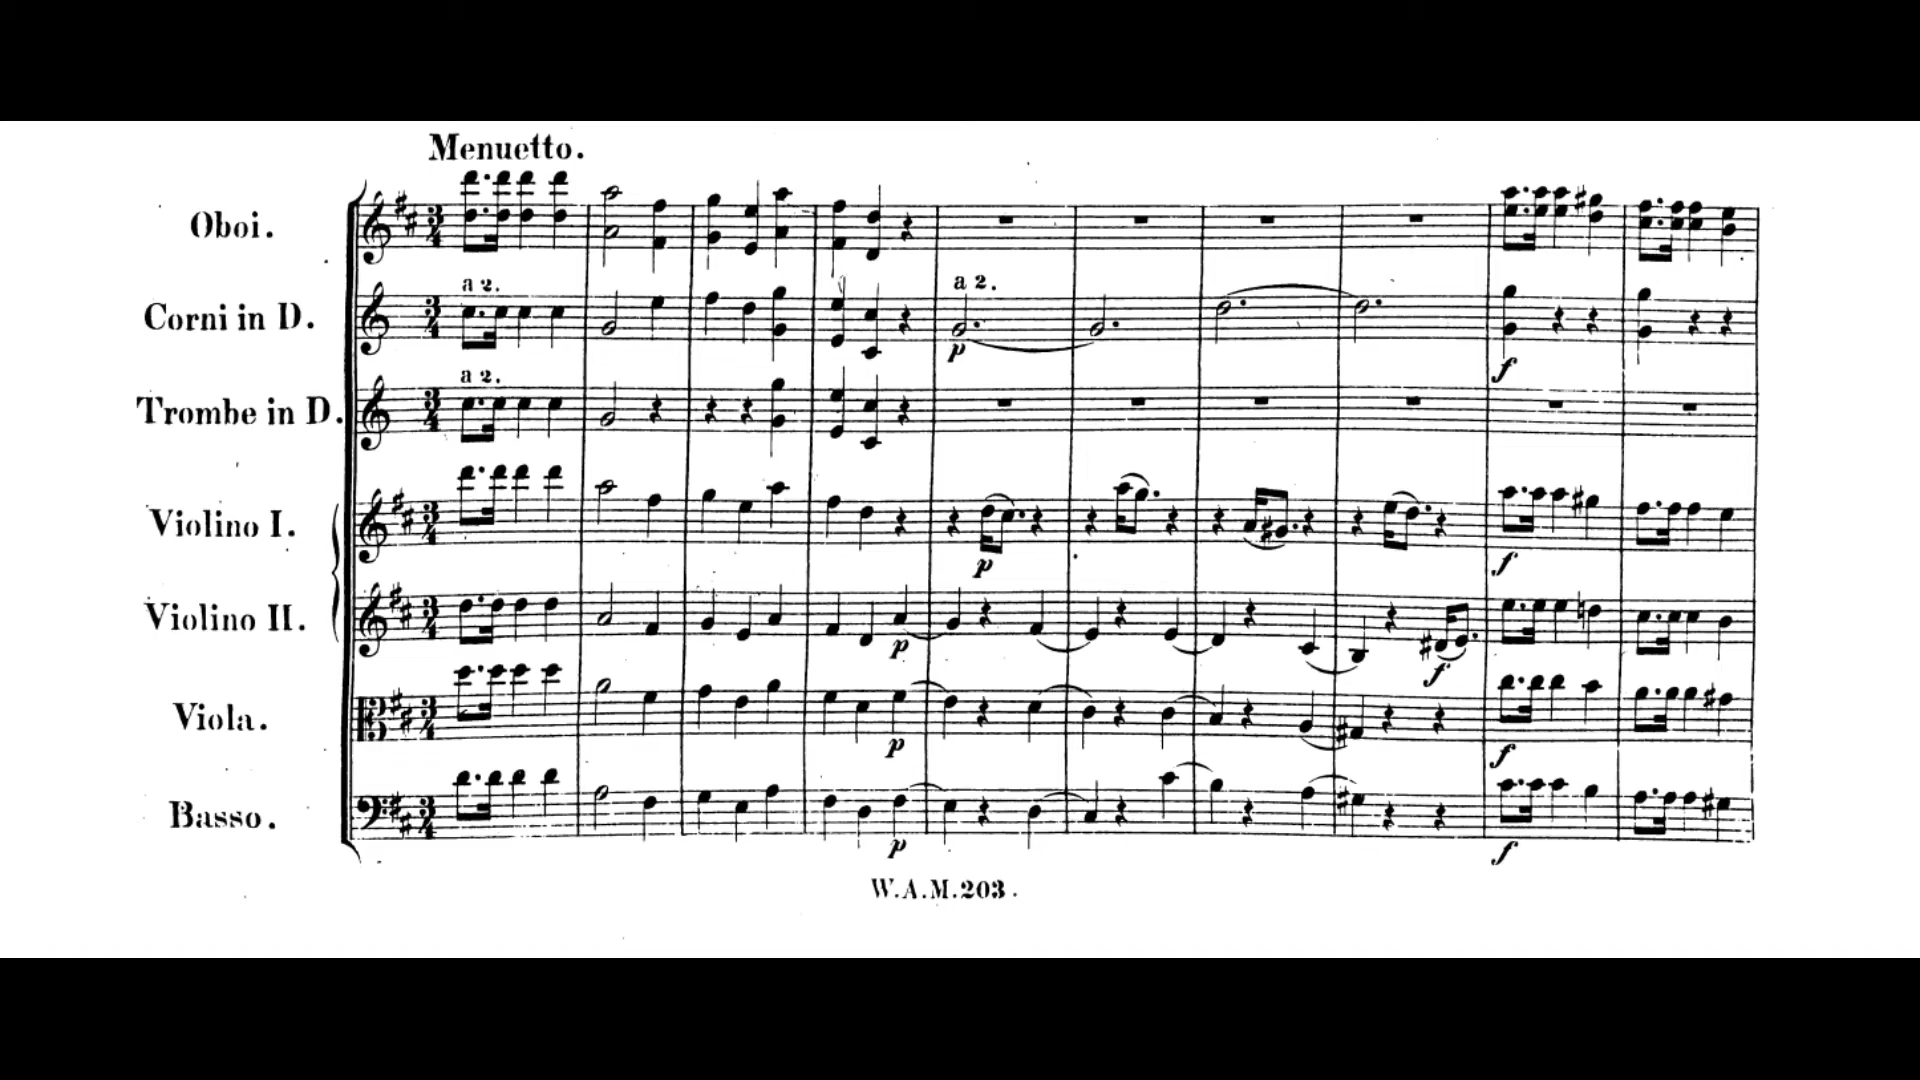 Menuetto.
Oboi.
a 2.
a 2.
Corni in D.
p
f
a 2.
Trombe in D.
Violino I.
p
f
Violino II.
p
f
Viola.
p
f
Basso.
p
f
W.A.M.203.